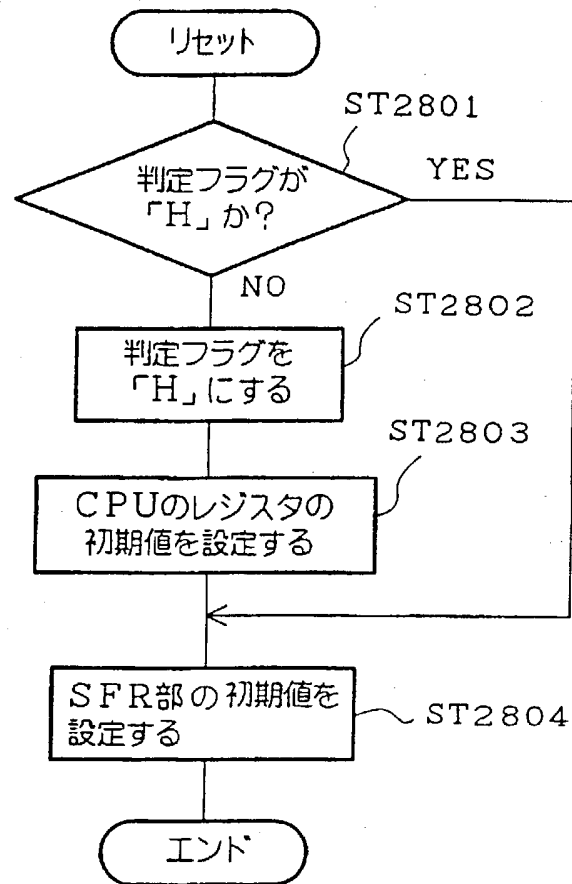 リセット
ST2801
判定フラグが
「H」か?
YES
NO
ST2802
判定フラグを
「H」にする
ST2803
CPUのレジスタの
初期値を設定する
SFR部の初期値を
設定する
ST2804
エンド